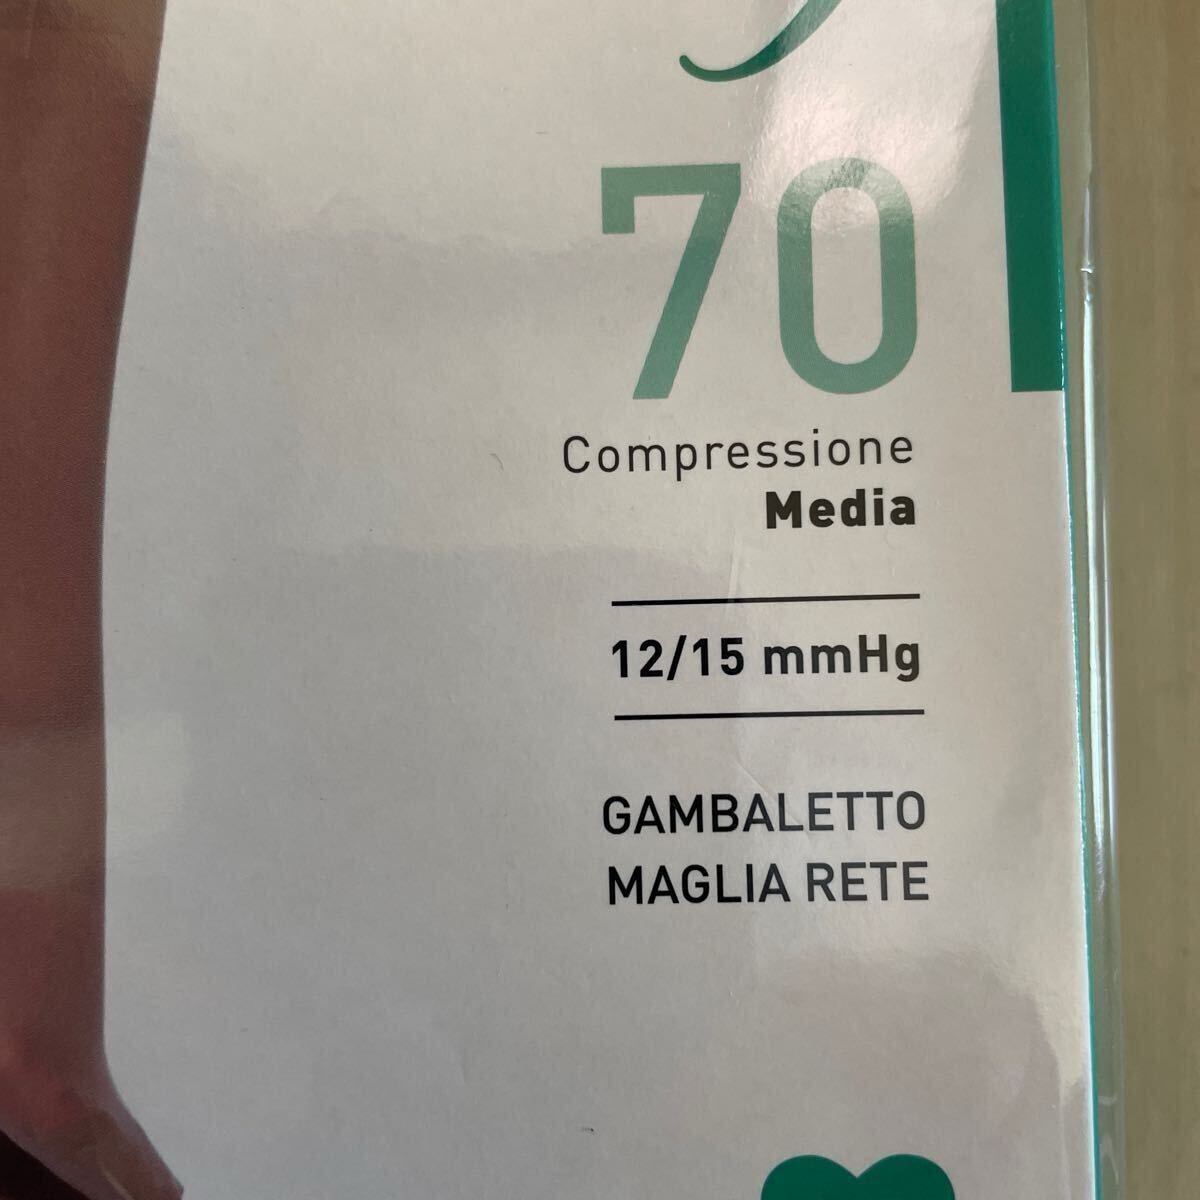 70
Compressione
Media
12/15 mmHg
GAMBALETTO
MAGLIA RETE